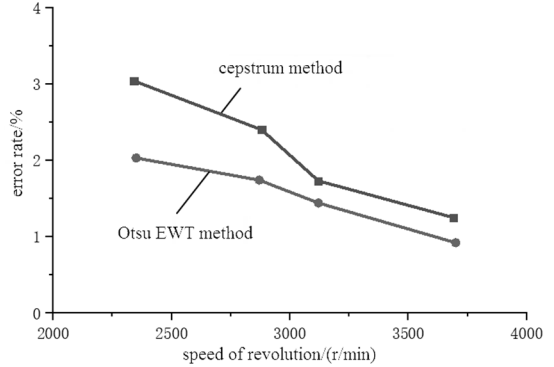 4
3
2
1
0
error rate/%
cepstrum method
Otsu EWT method
2000 2500 3000 3500 4000
speed of revolution/(r/min)